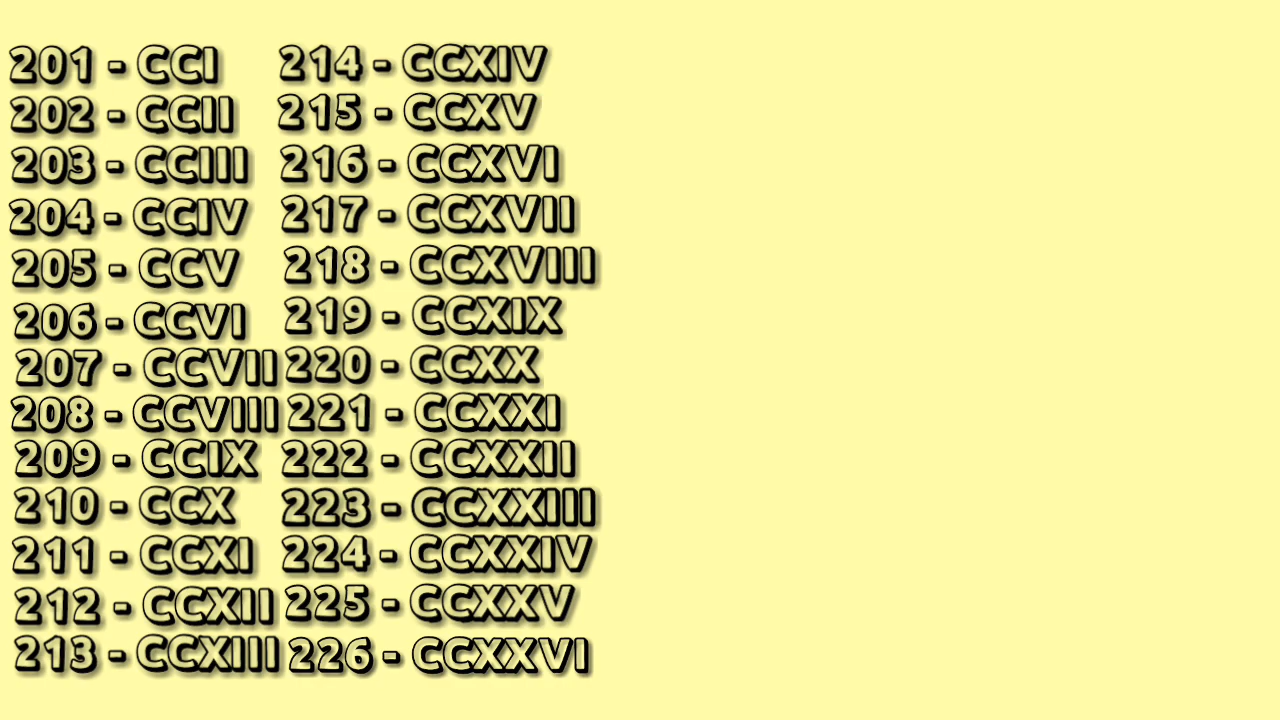 201 - CCI
202 - CCII
203 - CCIII
204 - CCIV
205 - CCV
206 - CCVI
207 - CCVII
208 - CCVIII
209 - CCIX
210 - CCX
211 - CCXI
212 - CCXII
213 - CCXIII
214 - CCXIV
215 - CCXV
216 - CCXVI
217 - CCXVII
218 - CCXVIII
219 - CCXIX
220 - CCXX
221 - CCXXI
222 - CCXXII
223 - CCXXIII
224 - CCXXIV
225 - CCXXV
226 - CCXXVI